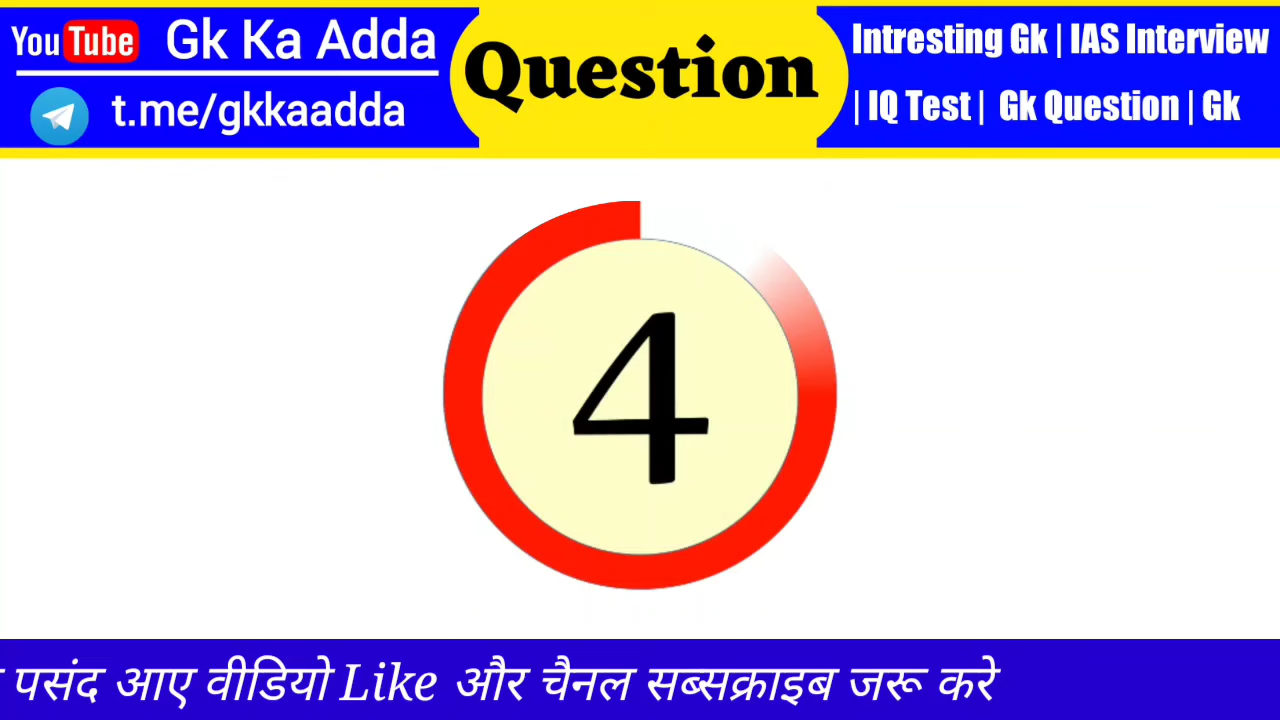 YouTube Gk Ka Adda
t.me/gkkaadda
Question
Intresting Gk | IAS Interview
| IQ Test | Gk Question | Gk
4
पसंद आए वीडियो Like और चैनल सब्सक्राइब जरू करे